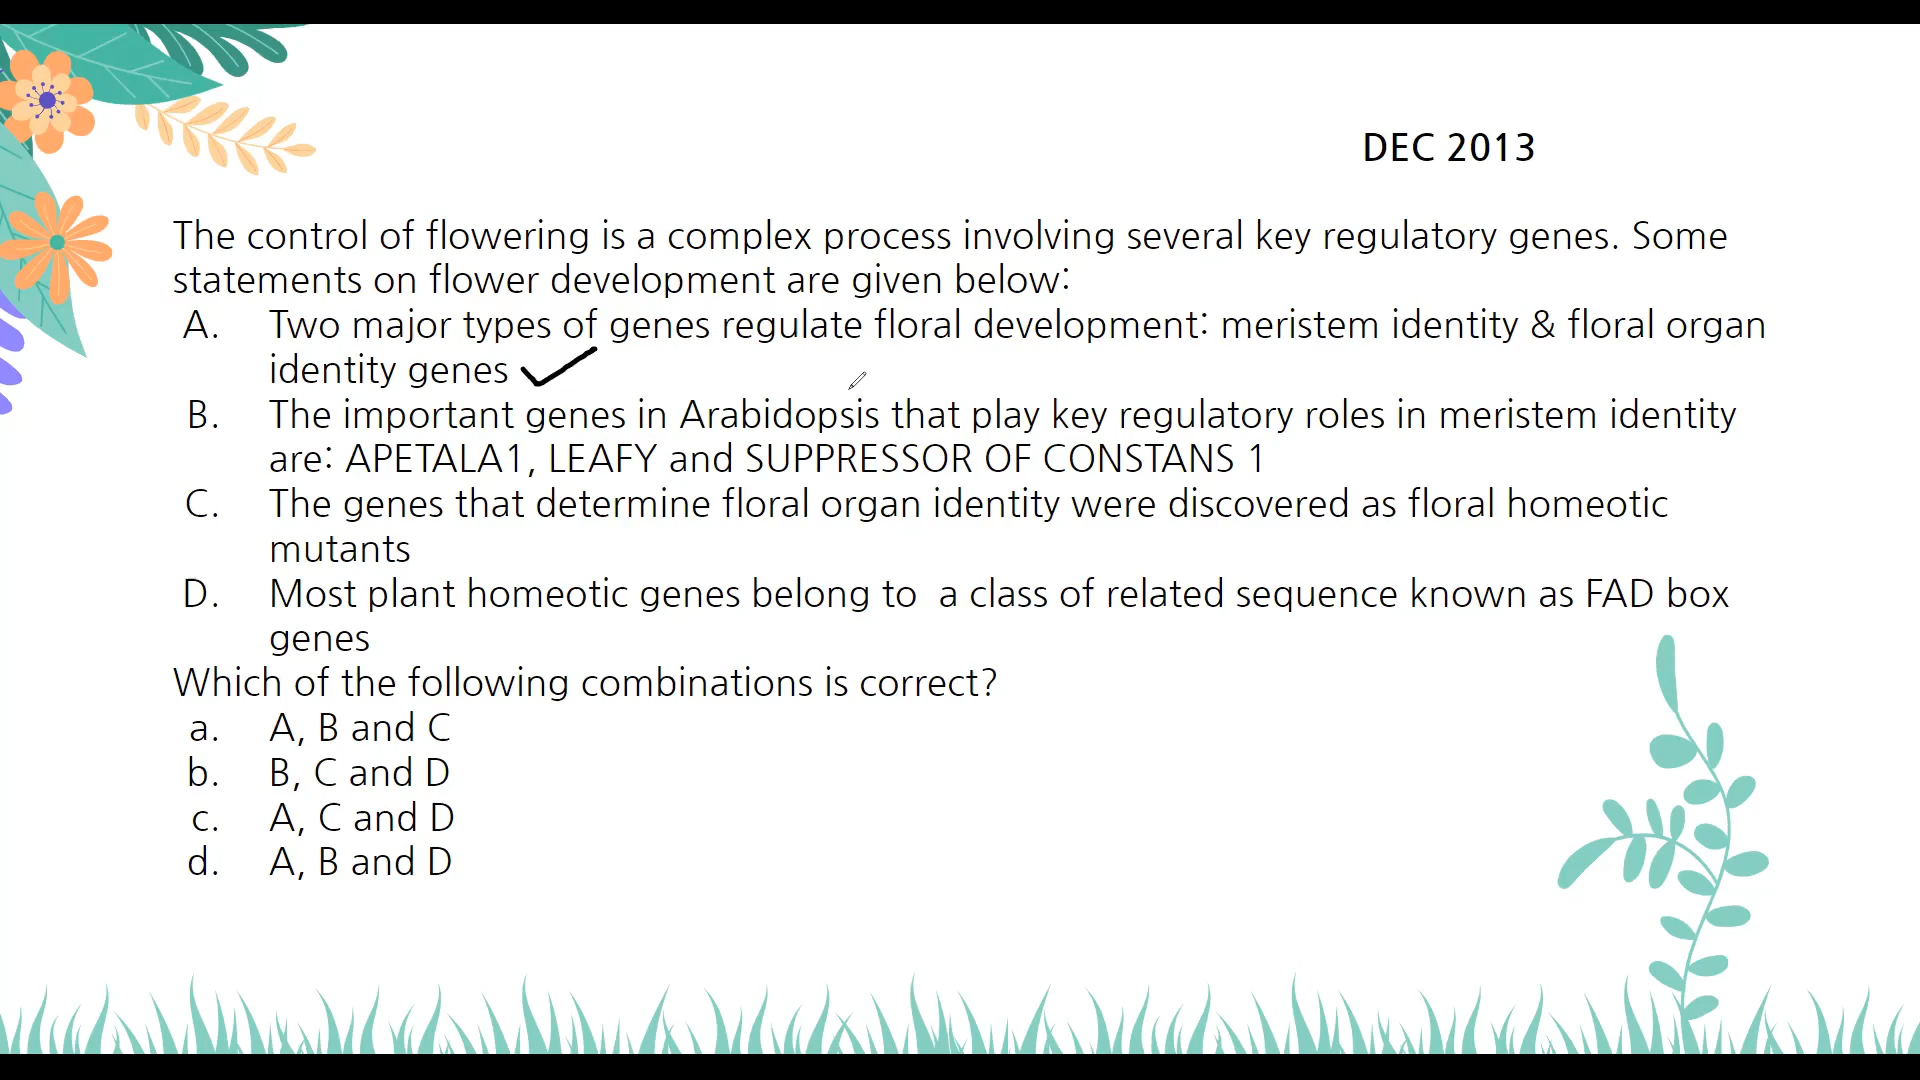 DEC 2013
The control of flowering is a complex process involving several key regulatory genes. Some
statements on flower development are given below:
A. Two major types of genes regulate floral development: meristem identity & floral organ
identity genes
B. The important genes in Arabidopsis that play key regulatory roles in meristem identity
are: APETALA1, LEAFY and SUPPRESSOR OF CONSTANS 1
C. The genes that determine floral organ identity were discovered as floral homeotic
mutants
D. Most plant homeotic genes belong to a class of related sequence known as FAD box
genes
Which of the following combinations is correct?
a. A, B and C
b. B, C and D
c. A, C and D
d. A, B and D